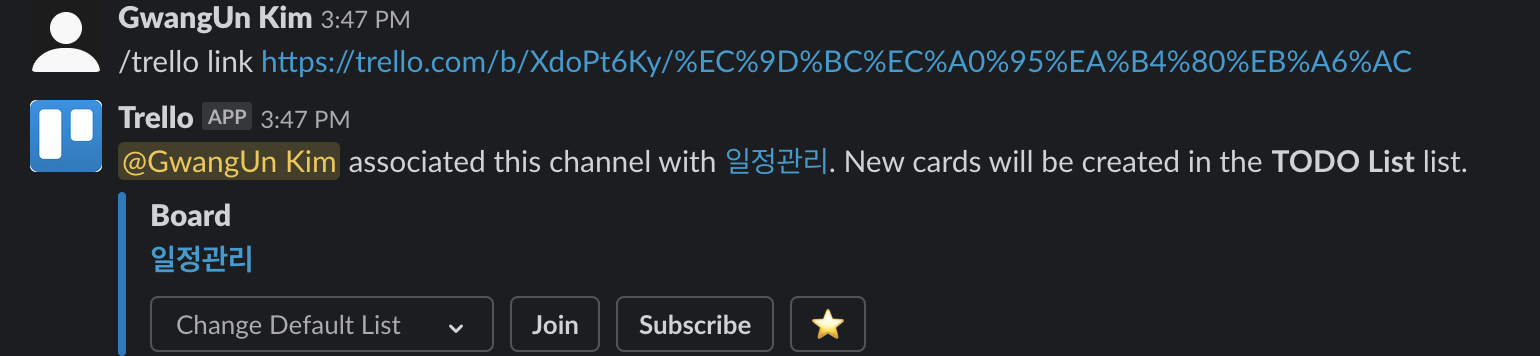 GwangUn Kim 3:47 PM
/trello link https://trello.com/b/XdoPt6Ky/%EC%9D%BC%EC%A0%95%EA%B4%80%EB%A6%AC
Trello APP 3:47 PM
@GwangUn Kim associated this channel with 일정관리. New cards will be created in the TODO List list.
Board
일정관리
Change Default List Join Subscribe